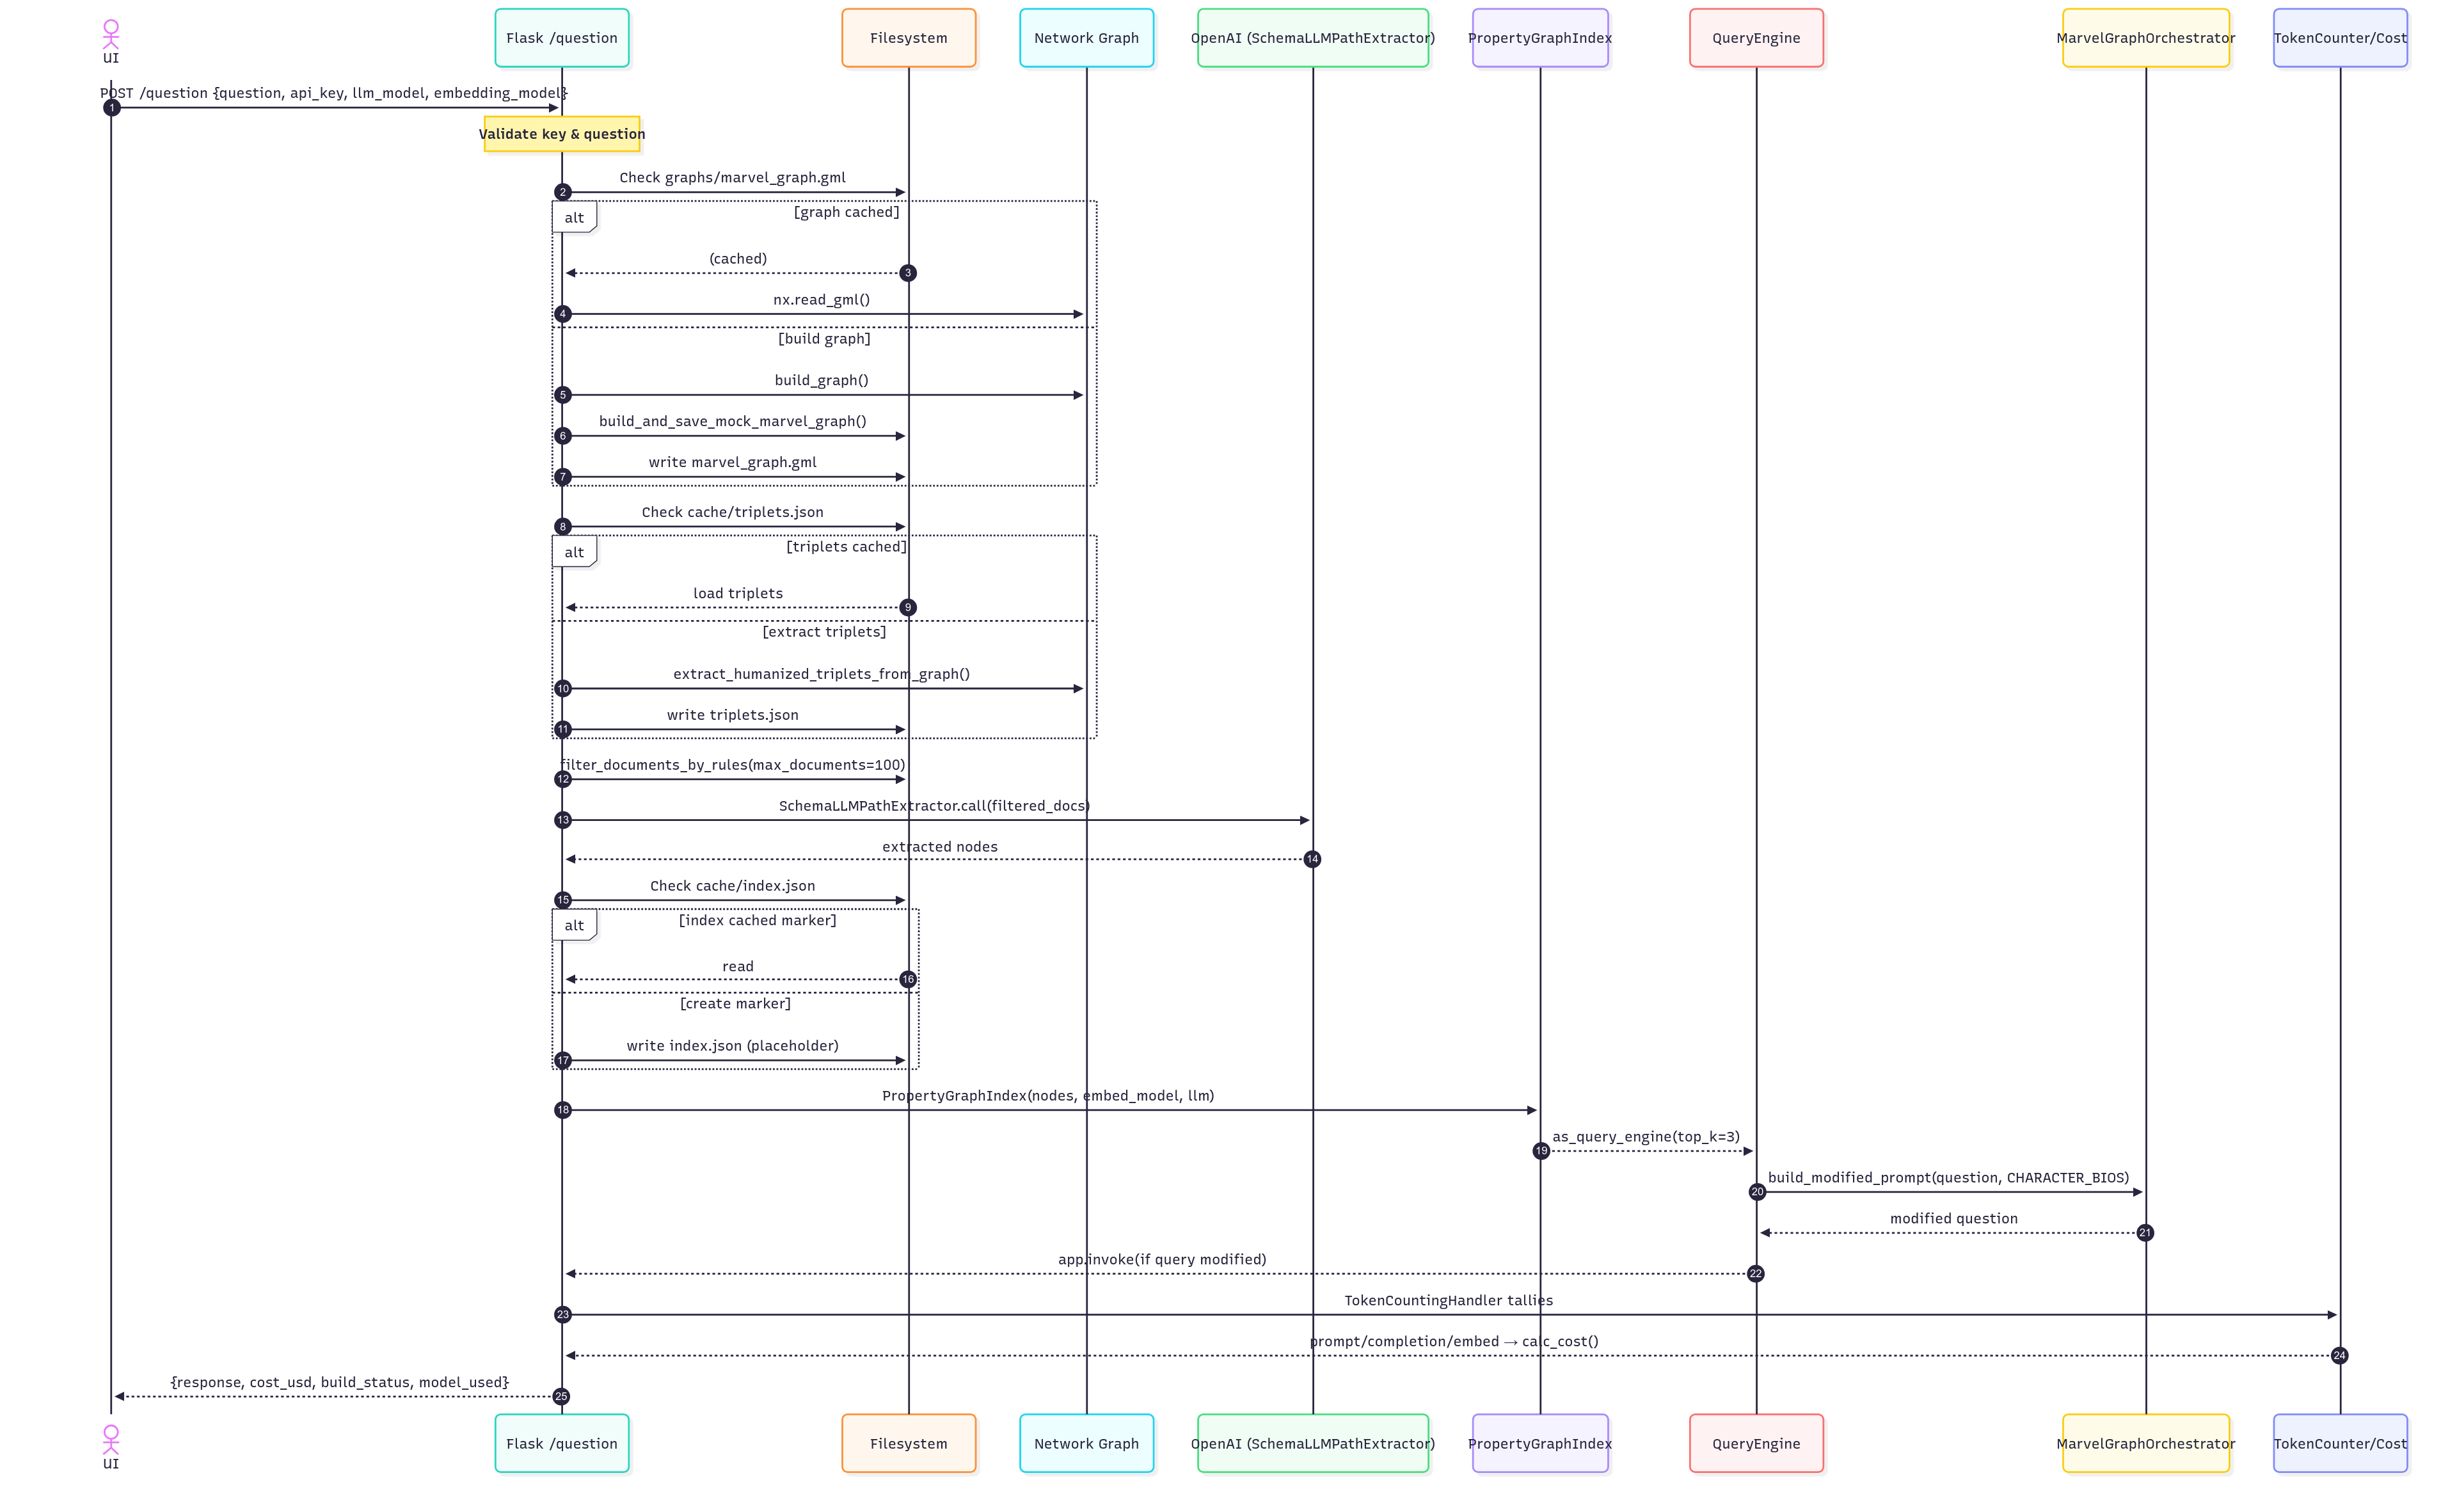 UI
Flask /question
Filesystem
Network Graph
OpenAI (SchemaLLMPathExtractor)
PropertyGraphIndex
QueryEngine
MarvelGraphOrchestrator
TokenCounter/Cost
POST /question {question, api_key, llm_model, embedding_model}
1
Validate key & question
Check graphs/marvel_graph.gml
2
alt
[graph cached]
(cached)
3
nx.read_gml()
4
[build graph]
build_graph()
5
build_and_save_mock_marvel_graph()
6
write marvel_graph.gml
7
Check cache/triplets.json
8
alt
[triplets cached]
load triplets
9
[extract triplets]
extract_humanized_triplets_from_graph()
10
write triplets.json
11
filter_documents_by_rules(max_documents=100)
12
SchemaLLMPathExtractor.call(filtered_docs)
13
extracted nodes
14
Check cache/index.json
15
alt
[index cached marker]
read
16
[create marker]
write index.json (placeholder)
17
PropertyGraphIndex(nodes, embed_model, llm)
18
as_query_engine(top_k=3)
19
build_modified_prompt(question, CHARACTER_BIOS)
20
modified question
21
app.invoke(if query modified)
22
TokenCountingHandler tallies
23
prompt/completion/embed → calc_cost()
24
{response, cost_usd, build_status, model_used}
25
UI
Flask /question
Filesystem
Network Graph
OpenAI (SchemaLLMPathExtractor)
PropertyGraphIndex
QueryEngine
MarvelGraphOrchestrator
TokenCounter/Cost